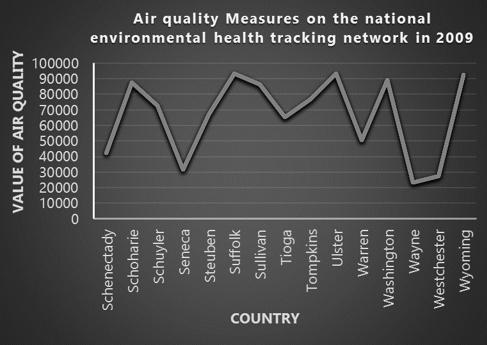 Air quality Measures on the national
environmental health tracking network in 2009
VALUE OF AIR QUALITY
100000
90000
80000
70000
60000
50000
40000
30000
20000
10000
0
Schenectady
Schoharie
Schuyler
Seneca
Steuben
Suffolk
Sullivan
Tioga
Tompkins
Ulster
Warren
Washington
Wayne
Westchester
Wyoming
COUNTRY